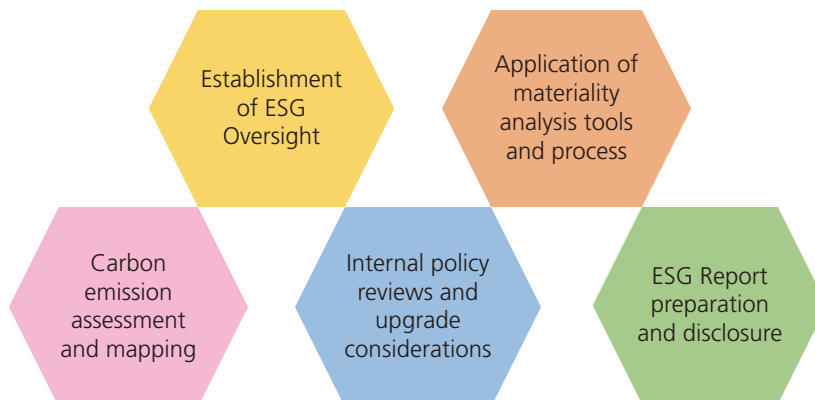 Establishment
of ESG
Oversight
Application of
materiality
analysis tools
and process
Carbon
emission
assessment
and mapping
Internal policy
reviews and
upgrade
considerations
ESG Report
preparation
and disclosure